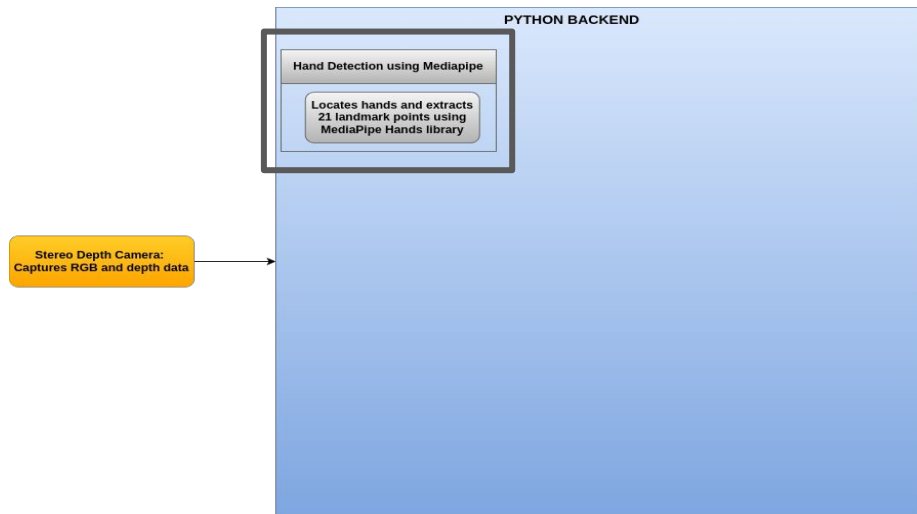 PYTHON BACKEND
Hand Detection using Mediapipe
Locates hands and extracts
21 landmark points using
MediaPipe Hands library
Stereo Depth Camera:
Captures RGB and depth data